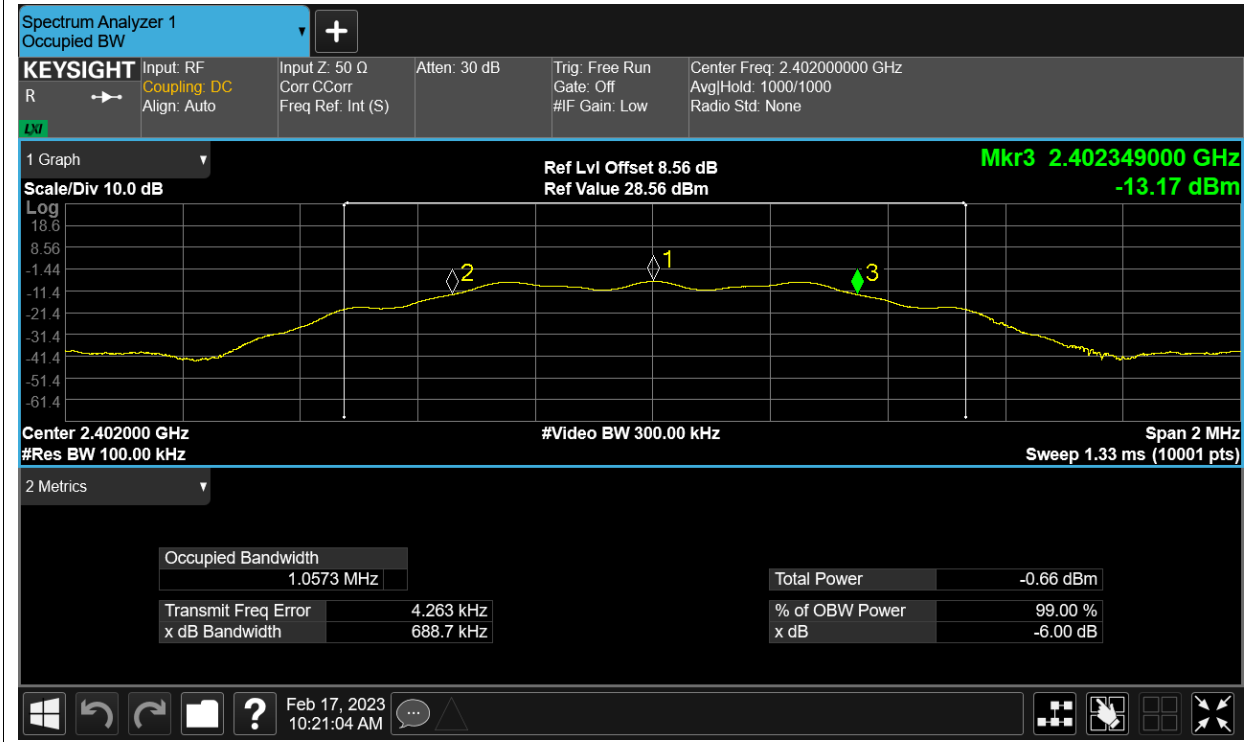 Spectrum Analyzer 1
Occupied BW
KEYSIGHT
R
LXI
Input: RF
Coupling: DC
Align: Auto
Input Z: 50 Ω
Corr CCorr
Freq Ref: Int (S)
Atten: 30 dB
Trig: Free Run
Gate: Off
#IF Gain: Low
Center Freq: 2.402000000 GHz
Avg|Hold: 1000/1000
Radio Std: None
1 Graph
Scale/Div 10.0 dB
Ref Lvl Offset 8.56 dB
Ref Value 28.56 dBm
Mkr3 2.402349000 GHz
-13.17 dBm
Log
18.6
8.56
-1.44
-11.4
-21.4
-31.4
-41.4
-51.4
-61.4
2
1
3
Center 2.402000 GHz
#Res BW 100.00 kHz
#Video BW 300.00 kHz
Span 2 MHz
Sweep 1.33 ms (10001 pts)
2 Metrics
Occupied Bandwidth
1.0573 MHz
Transmit Freq Error 4.263 kHz
x dB Bandwidth 688.7 kHz
Total Power -0.66 dBm
% of OBW Power 99.00 %
x dB -6.00 dB
?
Feb 17, 2023
10:21:04 AM